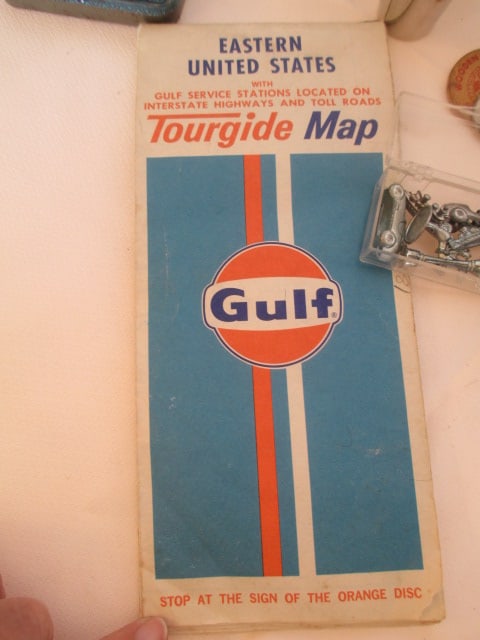 EASTERN
UNITED STATES
WITH
GULF SERVICE STATIONS LOCATED ON
INTERSTATE HIGHWAYS AND TOLL ROADS
Tourgide Map
Gulf®
STOP AT THE SIGN OF THE ORANGE DISC